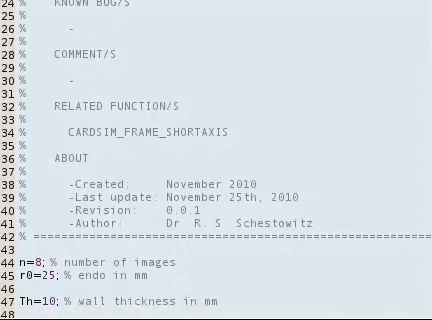 24 %    KNOWN BUG/S
25 %
26 %      -
27 %
28 %    COMMENT/S
29 %
30 %      -
31 %
32 %    RELATED FUNCTION/S
33 %
34 %      CARDSIM_FRAME_SHORTAXIS
35 %
36 %    ABOUT
37 %
38 %      -Created:     November 2010
39 %      -Last update: November 25th, 2010
40 %      -Revision:    0.0.1
41 %      -Author:      Dr  R. S  Schestowitz
42 % =========================================================
43
44 n=8; % number of images
45 r0=25; % endo in mm
46
47 Th=10; % wall thickness in mm
48